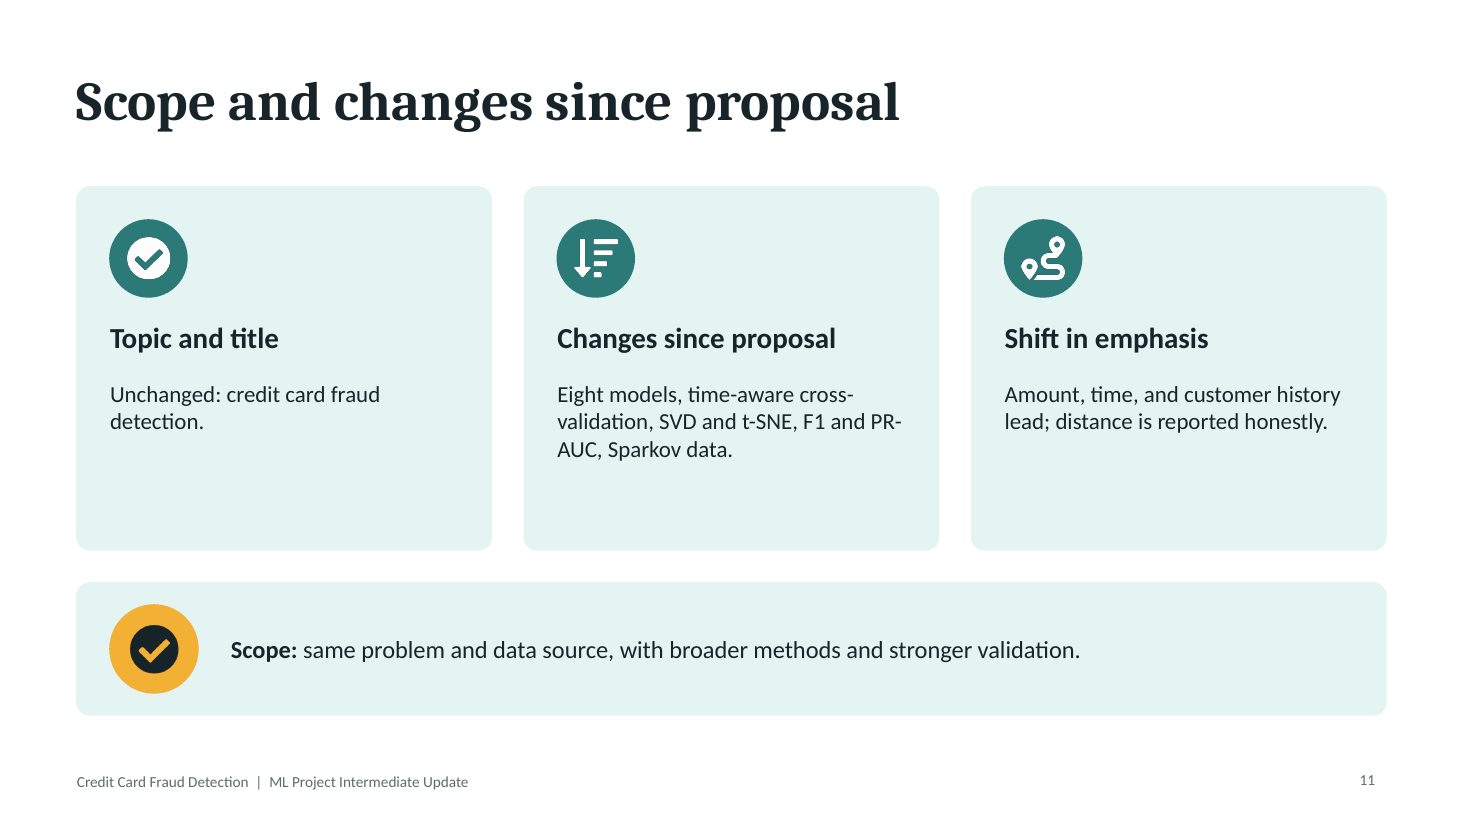 Scope and changes since proposal
Topic and title
Unchanged: credit card fraud
detection.
Changes since proposal
Eight models, time-aware cross-
validation, SVD and t-SNE, F1 and PR-
AUC, Sparkov data.
Shift in emphasis
Amount, time, and customer history
lead; distance is reported honestly.
Scope: same problem and data source, with broader methods and stronger validation.
Credit Card Fraud Detection | ML Project Intermediate Update
11